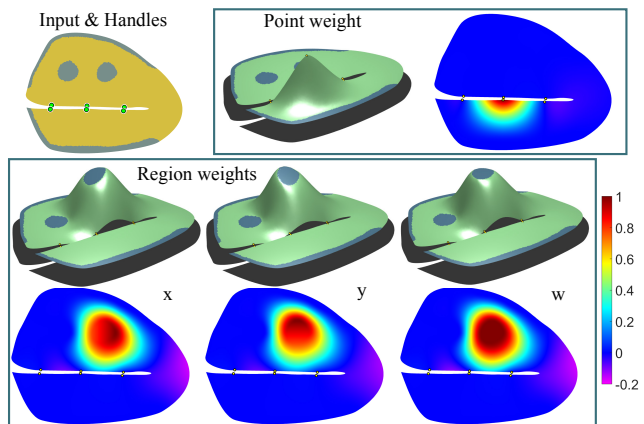 Input & Handles
Point weight
Region weights
x
y
w
1
0.8
0.6
0.4
0.2
0
-0.2